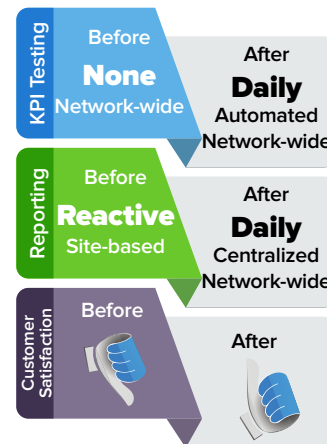 KPI Testing
Before
None
Network-wide
After
Daily
Automated
Network-wide
Reporting
Before
Reactive
Site-based
After
Daily
Centralized
Network-wide
Customer
Satisfaction
Before
After